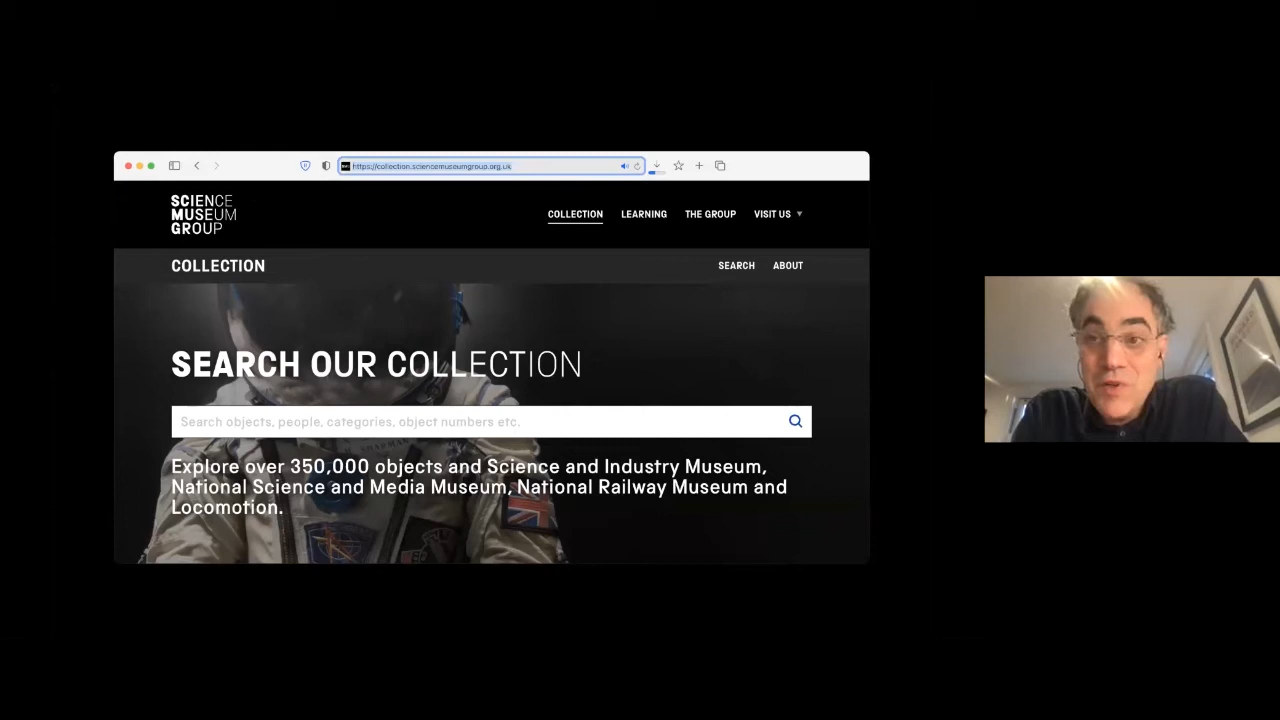 https://collection.sciencemuseumgroup.org.uk
SCIENCE
MUSEUM
GROUP
COLLECTION LEARNING THE GROUP VISIT US
COLLECTION
SEARCH ABOUT
SEARCH OUR COLLECTION
Search objects, people, categories, object numbers etc.
Explore over 350,000 objects and Science and Industry Museum,
National Science and Media Museum, National Railway Museum and
Locomotion.